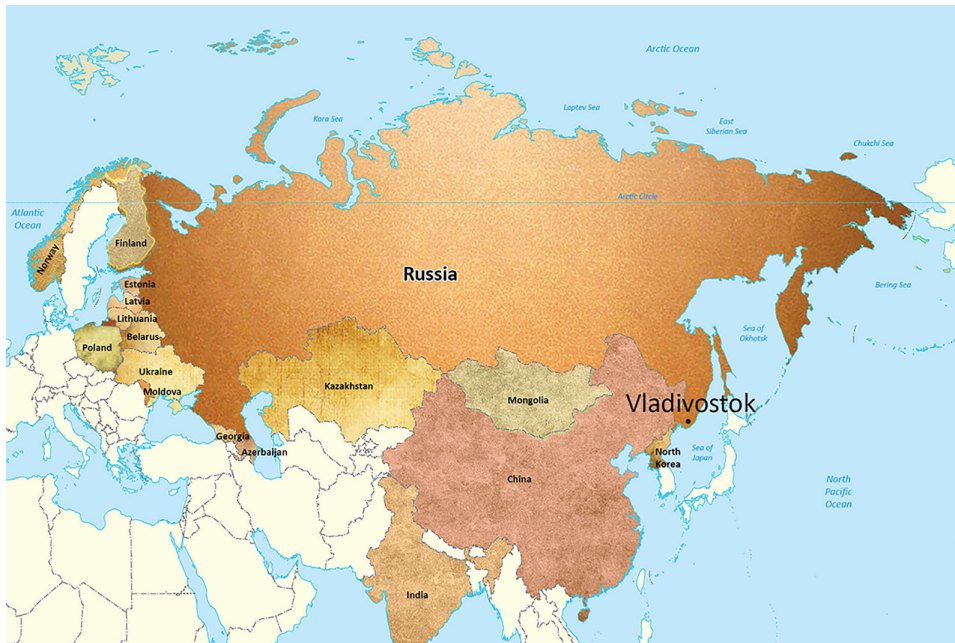 Arctic Ocean
Laptev Sea
Kara Sea
East
Siberian Sea
Chukchi Sea
Arctic Circle
Atlantic
Ocean
Norway
Finland
Russia
Estonia
Latvia
Lithuania
Belarus
Poland
Ukraine
Moldova
Kazakhstan
Mongolia
Bering Sea
Sea of
Okhotsk
Vladivostok
Georgia
Azerbaijan
North
Korea
Sea of
Japan
China
North
Pacific
Ocean
India